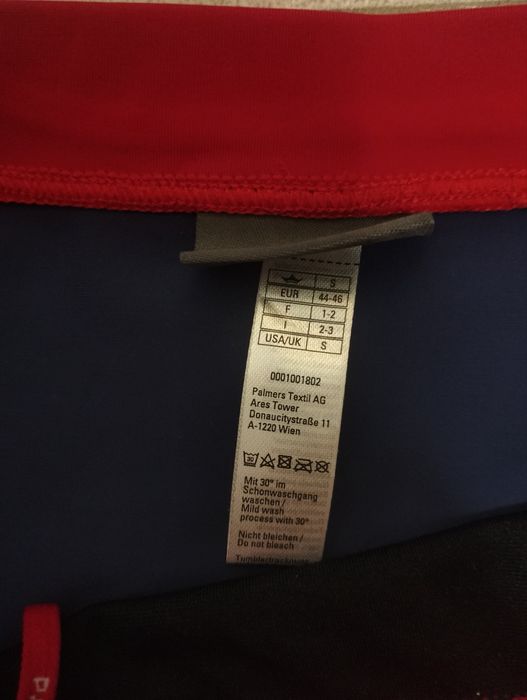 S
EUR 44-46
F 1-2
I 2-3
USA/UK S
0001001802
Palmers Textil AG
Ares Tower
Donaucitystraße 11
A-1220 Wien
30
Mit 30° im
Schonwaschgang
waschen /
Mild wash
process with 30°
Nicht bleichen /
Do not bleach